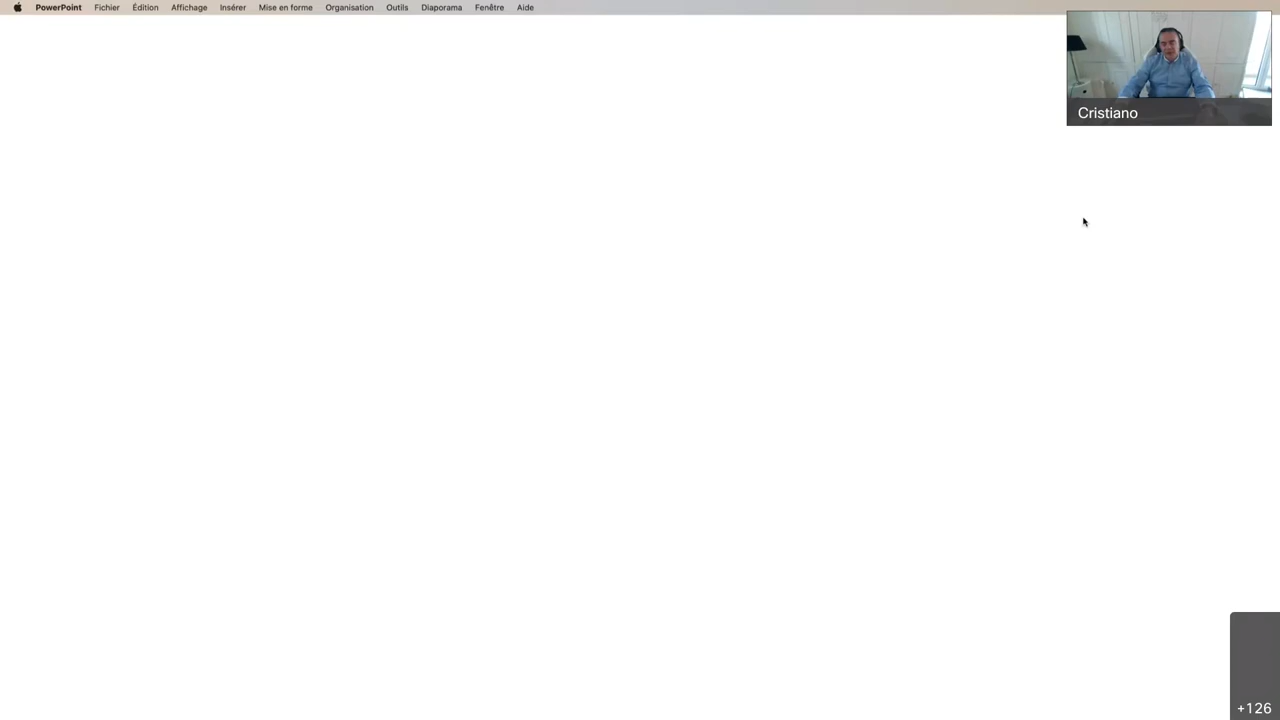 PowerPoint Fichier Édition Affichage Insérer Mise en forme Organisation Outils Diaporama Fenêtre Aide
Cristiano
+126